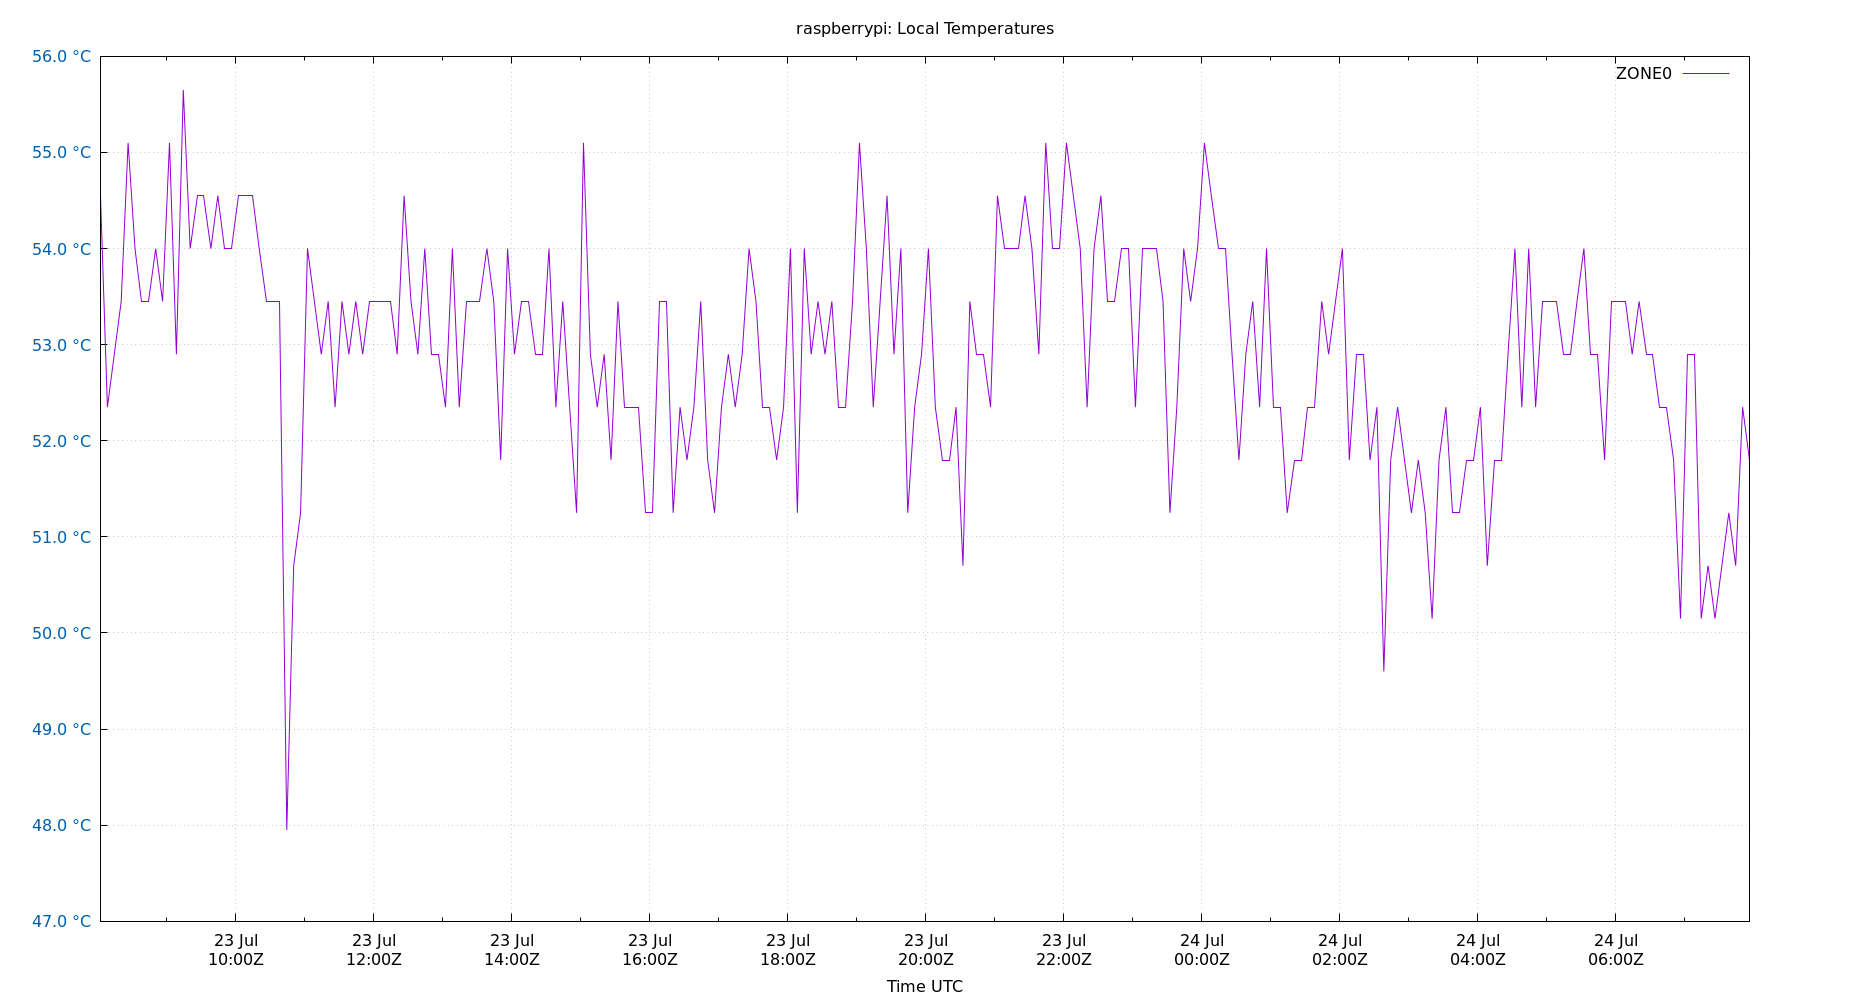 raspberrypi: Local Temperatures
56.0 °C
ZONE0
55.0 °C
54.0 °C
53.0 °C
52.0 °C
51.0 °C
50.0 °C
49.0 °C
48.0 °C
47.0 °C
23 Jul 23 Jul 23 Jul 23 Jul 23 Jul 23 Jul 23 Jul 24 Jul 24 Jul 24 Jul 24 Jul
10:00Z 12:00Z 14:00Z 16:00Z 18:00Z 20:00Z 22:00Z 00:00Z 02:00Z 04:00Z 06:00Z
Time UTC